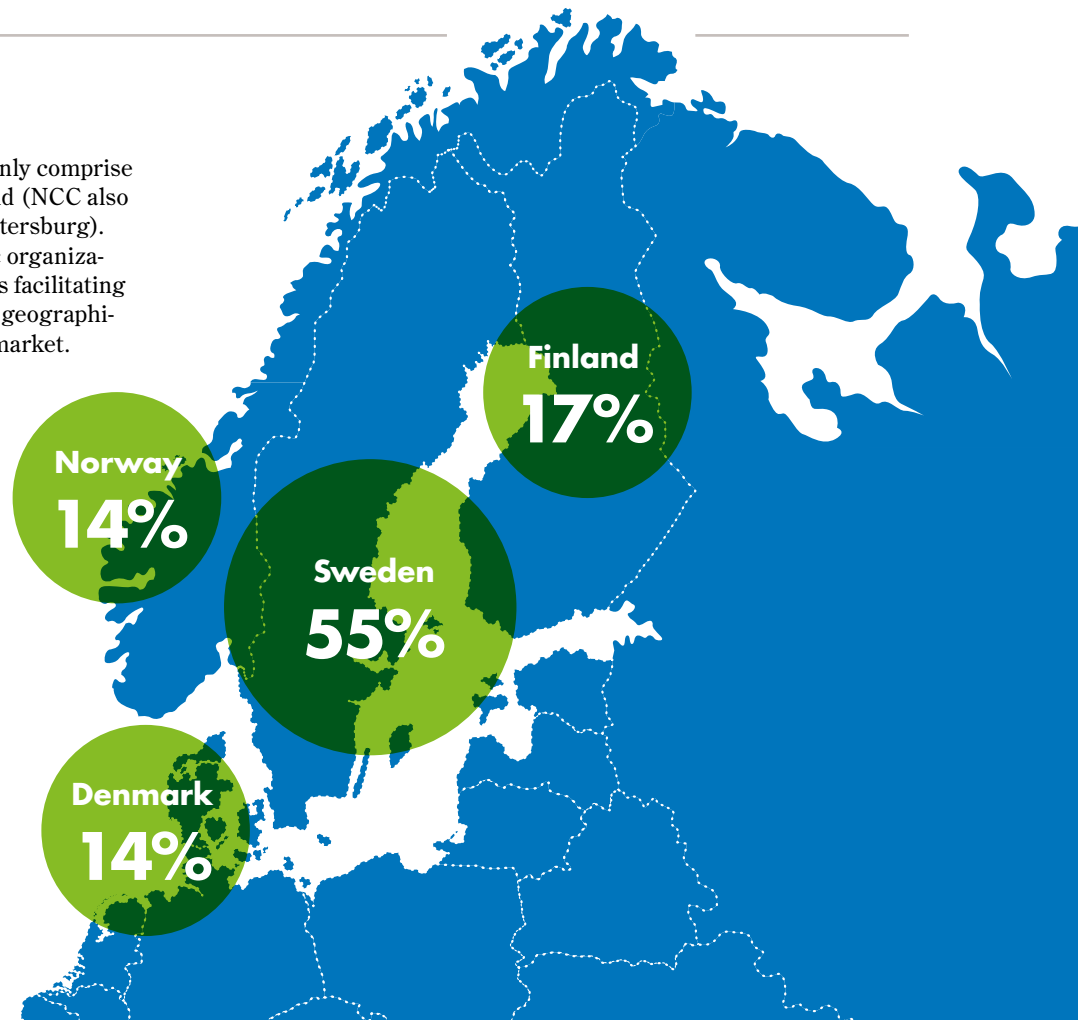 nly comprise
d (NCC also
tersburg).
organiza-
s facilitating
geographi-
market.
Finland
17%
Norway
14%
Sweden
55%
Denmark
14%